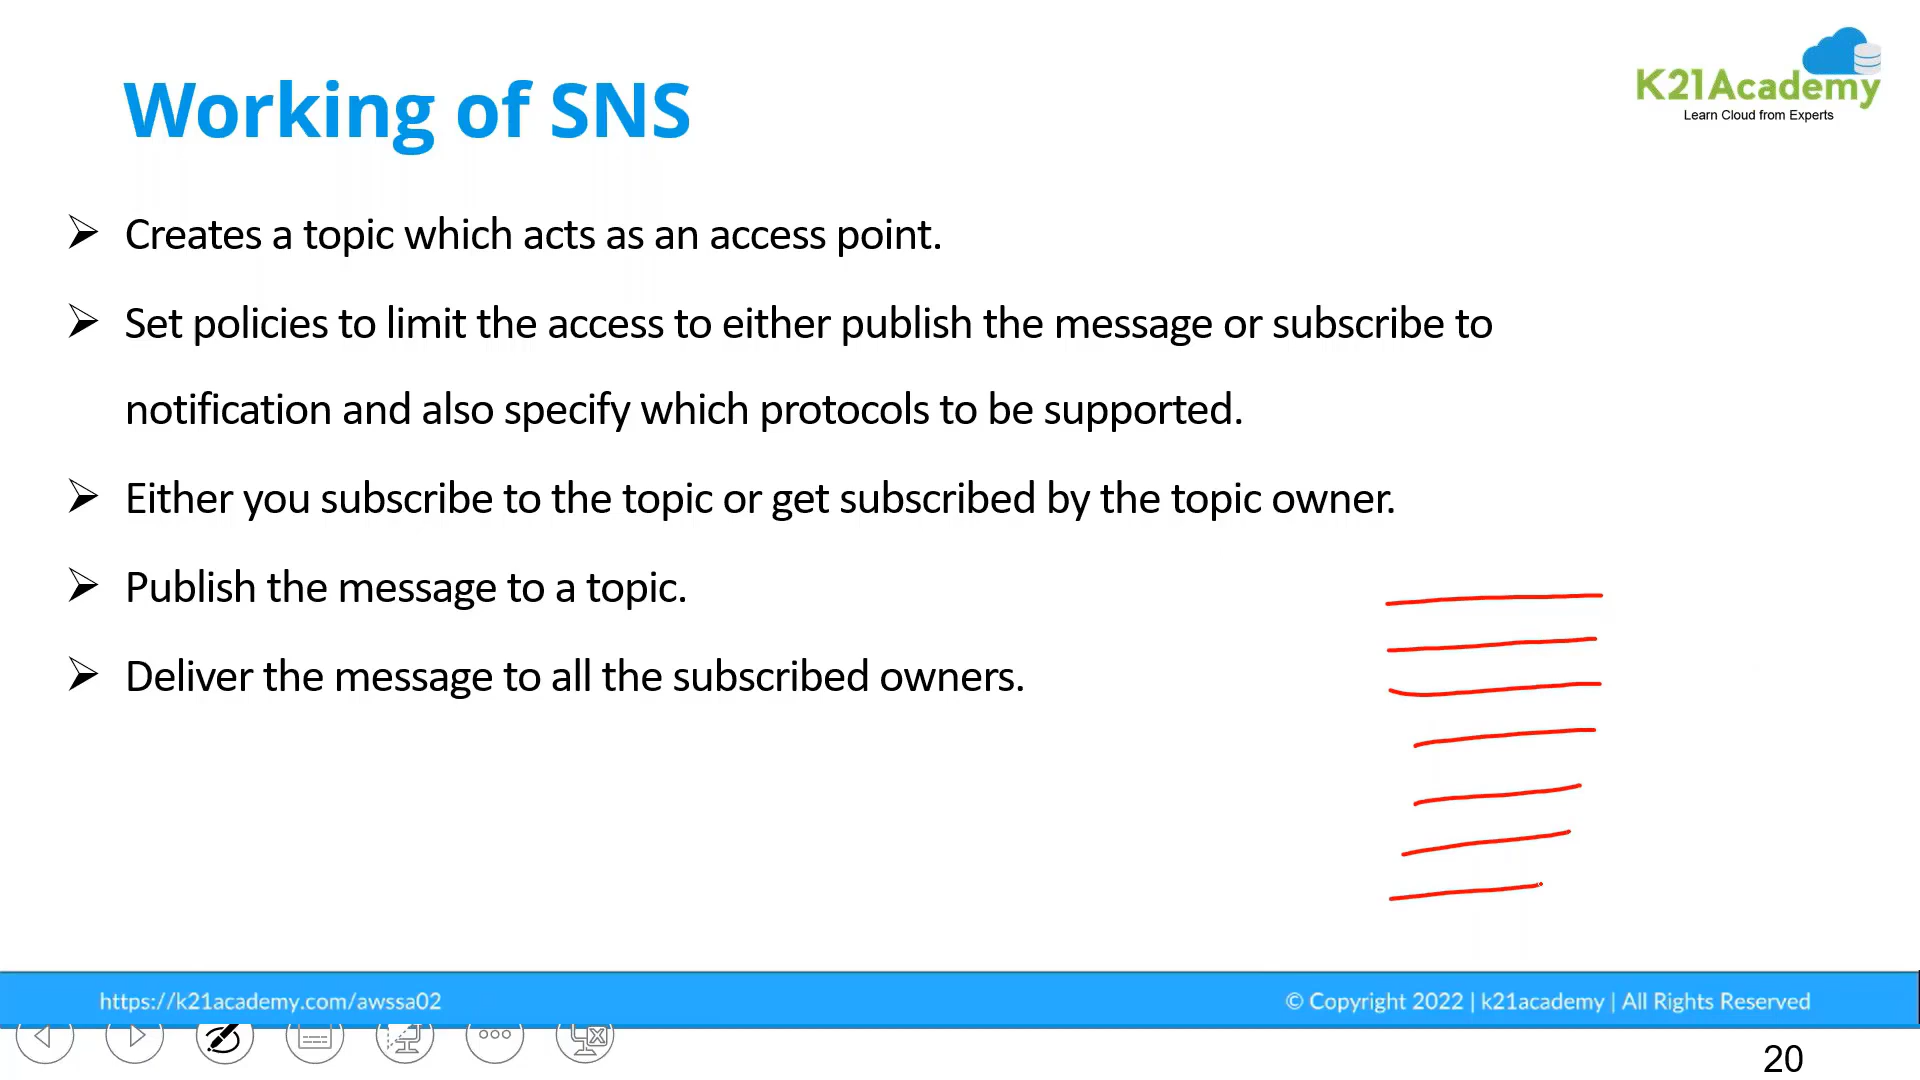 Working of SNS
K21Academy
Learn Cloud from Experts
Creates a topic which acts as an access point.
Set policies to limit the access to either publish the message or subscribe to
notification and also specify which protocols to be supported.
Either you subscribe to the topic or get subscribed by the topic owner.
Publish the message to a topic.
Deliver the message to all the subscribed owners.
https://k21academy.com/awssa02
© Copyright 2022 | k21academy | All Rights Reserved
20